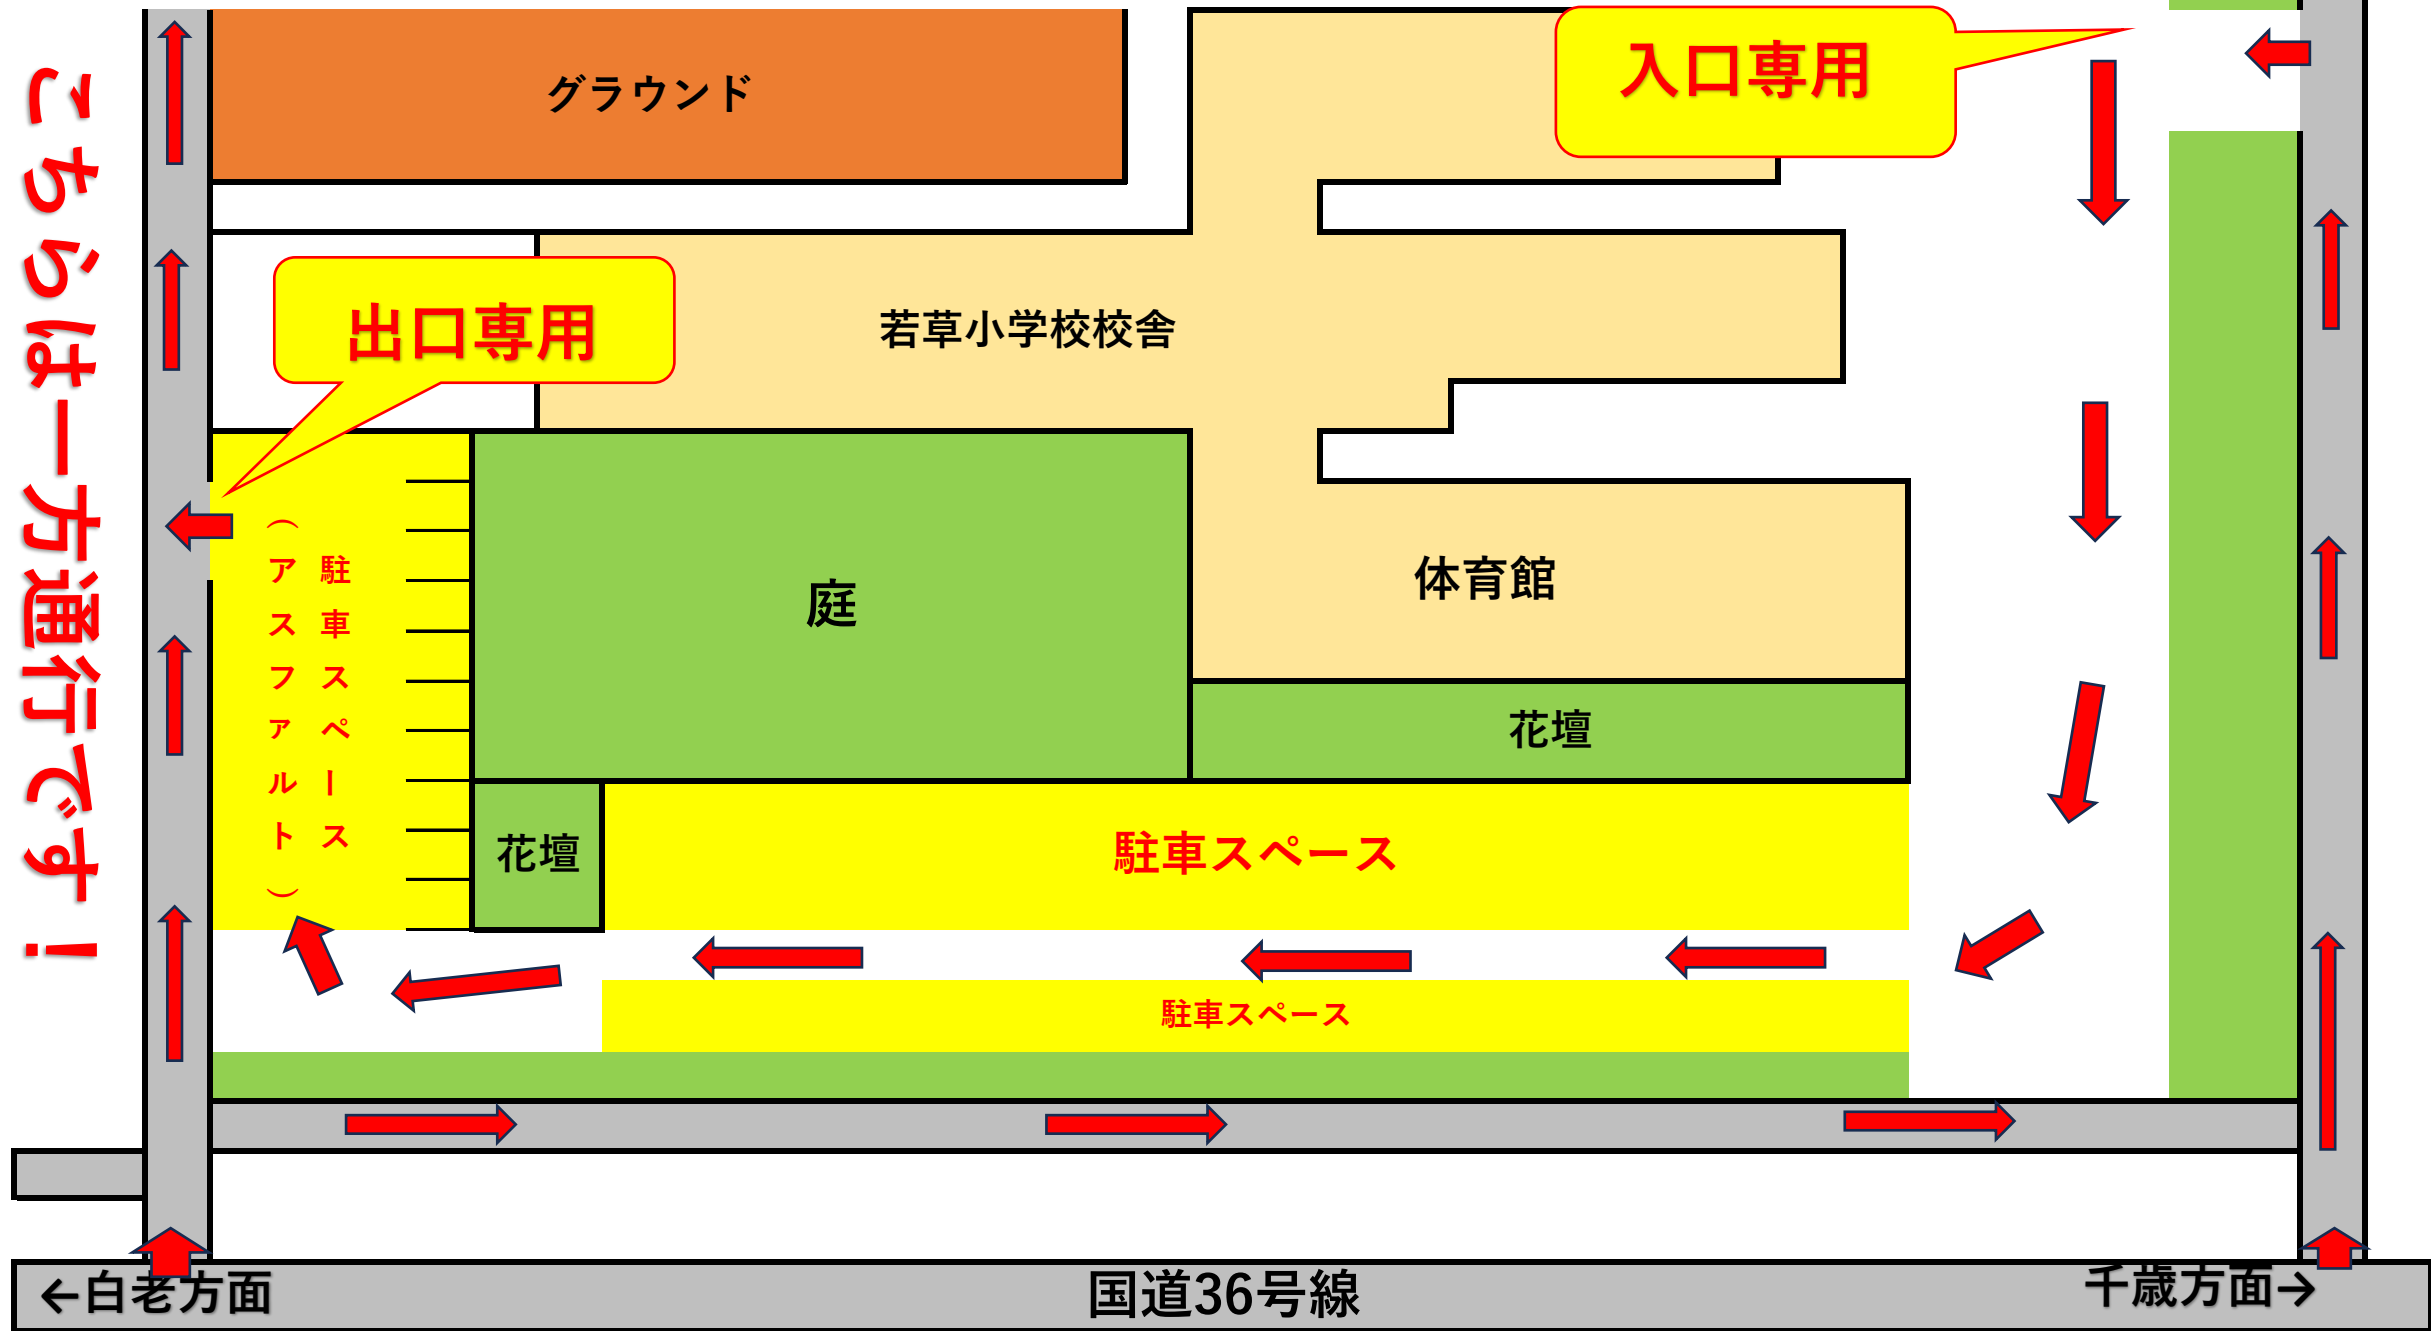 こちらは一方通行です！
グラウンド
入口専用
出口専用
若草小学校校舎
駐車スペース
（アスファルト）
庭
体育館
花壇
花壇
駐車スペース
駐車スペース
←白老方面
国道36号線
千歳方面→